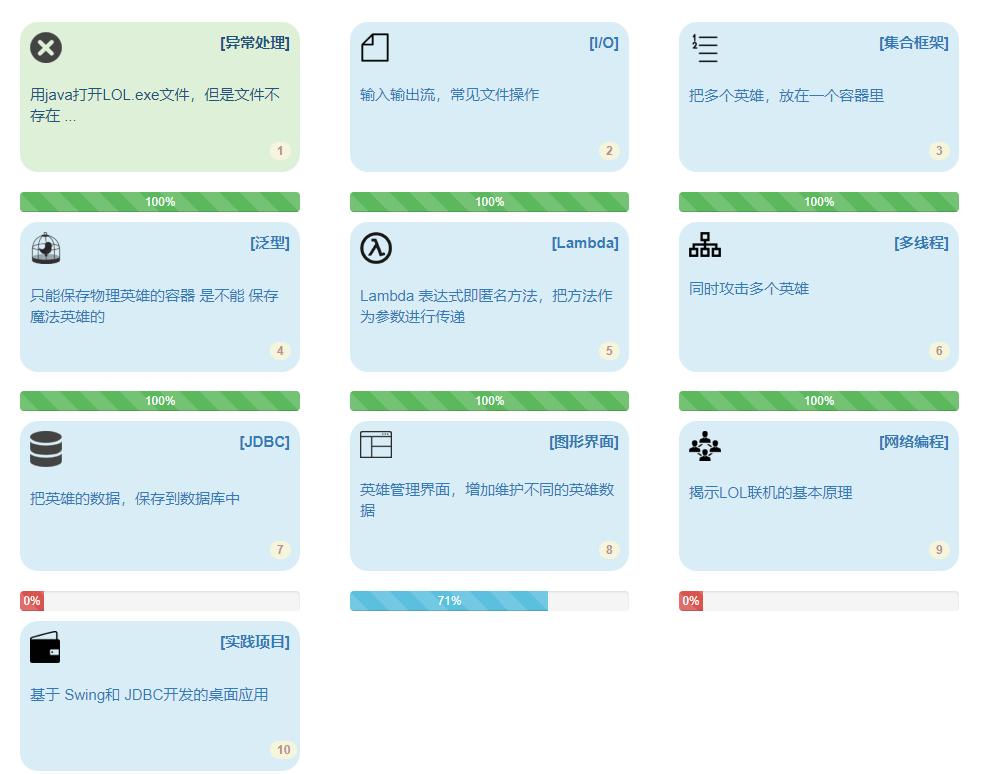 [异常处理]
用java打开LOL.exe文件，但是文件不
存在 ...
1
[I/O]
输入输出流，常见文件操作
2
[集合框架]
把多个英雄，放在一个容器里
3
100%
100%
100%
[泛型]
只能保存物理英雄的容器 是不能 保存
魔法英雄的
4
[Lambda]
Lambda 表达式即匿名方法，把方法作
为参数进行传递
5
[多线程]
同时攻击多个英雄
6
100%
100%
100%
[JDBC]
把英雄的数据，保存到数据库中
7
[图形界面]
英雄管理界面，增加维护不同的英雄数
据
8
[网络编程]
揭示LOL联机的基本原理
9
0%
71%
0%
[实践项目]
基于 Swing和 JDBC开发的桌面应用
10